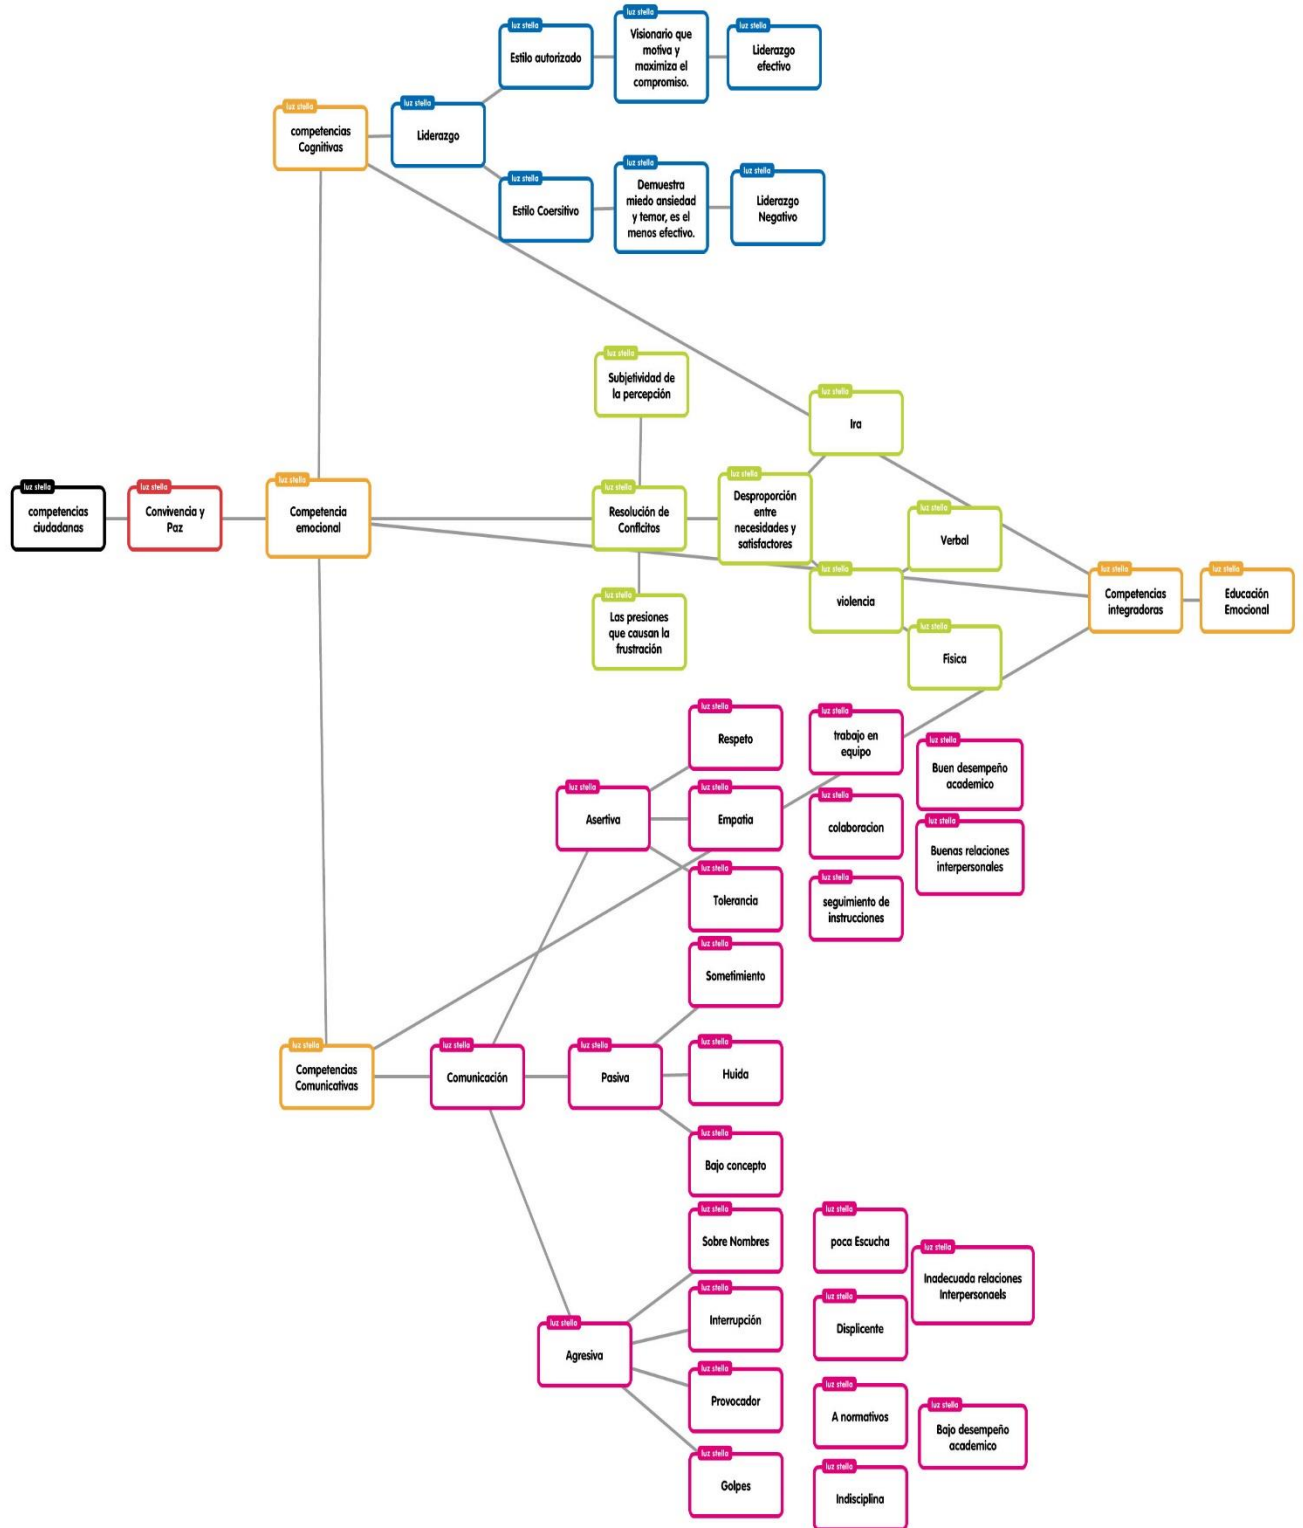 luz stella
Estilo autorizado
luz stella
Visionario que
motiva y
maximiza el
compromiso.
luz stella
Liderazgo
efectivo
luz stella
competencias
Cognitivas
luz stella
Liderazgo
luz stella
Estilo Coersitivo
luz stella
Demuestra
miedo ansiedad
y temor, es el
menos efectivo.
luz stella
Liderazgo
Negativo
luz stella
Subjetividad de
la percepción
luz stella
Ira
luz stella
competencias
ciudadanas
luz stella
Convivencia y
Paz
luz stella
Competencia
emocional
luz stella
Resolución de
Conflcitos
luz stella
Desproporción
entre
necesidades y
satisfactores
luz stella
Verbal
luz stella
violencia
luz stella
Fisica
luz stella
Las presiones
que causan la
frustración
luz stella
Competencias
integradoras
luz stella
Educación
Emocional
luz stella
Respeto
luz stella
trabajo en
equipo
luz stella
Buen desempeño
academico
luz stella
Asertiva
luz stella
Empatia
luz stella
colaboracion
luz stella
Buenas relaciones
interpersonales
luz stella
Tolerancia
luz stella
seguimiento de
instrucciones
luz stella
Sometimiento
luz stella
Competencias
Comunicativas
luz stella
Comunicación
luz stella
Pasiva
luz stella
Huida
luz stella
Bajo concepto
luz stella
Sobre Nombres
luz stella
poca Escucha
luz stella
Inadecuada relaciones
Interpersonaels
luz stella
Interrupción
luz stella
Displicente
luz stella
Agresiva
luz stella
Provocador
luz stella
A normativos
luz stella
Bajo desempeño
academico
luz stella
Golpes
luz stella
Indisciplina